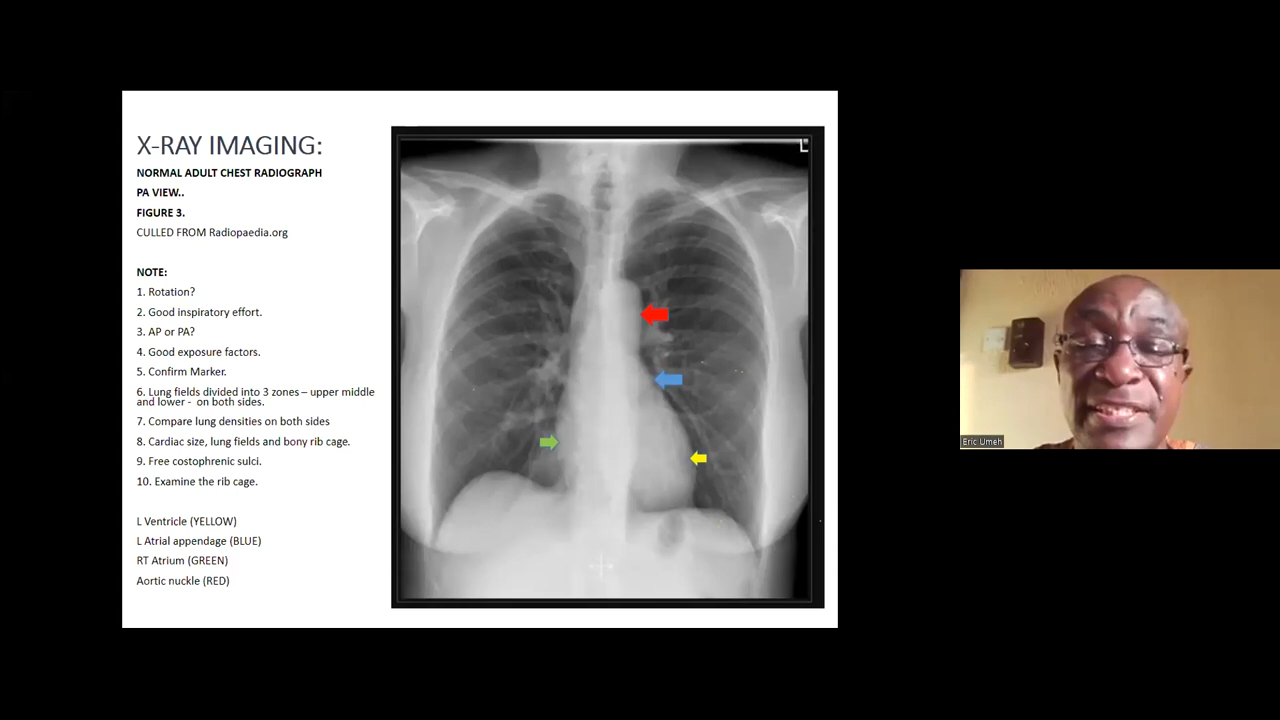 X-RAY IMAGING:
NORMAL ADULT CHEST RADIOGRAPH
PA VIEW..
FIGURE 3.
CULLED FROM Radiopaedia.org
NOTE:
1. Rotation?
2. Good inspiratory effort.
3. AP or PA?
4. Good exposure factors.
5. Confirm Marker.
6. Lung fields divided into 3 zones – upper middle
and lower - on both sides.
7. Compare lung densities on both sides
8. Cardiac size, lung fields and bony rib cage.
9. Free costophrenic sulci.
10. Examine the rib cage.
L Ventricle (YELLOW)
L Atrial appendage (BLUE)
RT Atrium (GREEN)
Aortic nuckle (RED)
L
Eric Umeh